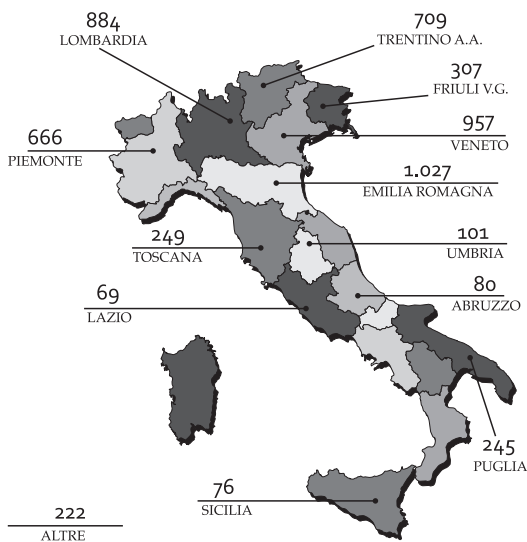 884
LOMBARDIA
709
TRENTINO A.A.
307
FRIULI V.G.
666
PIEMONTE
957
VENETO
1.027
EMILIA ROMAGNA
249
TOSCANA
101
UMBRIA
69
LAZIO
80
ABRUZZO
245
PUGLIA
76
SICILIA
222
ALTRE